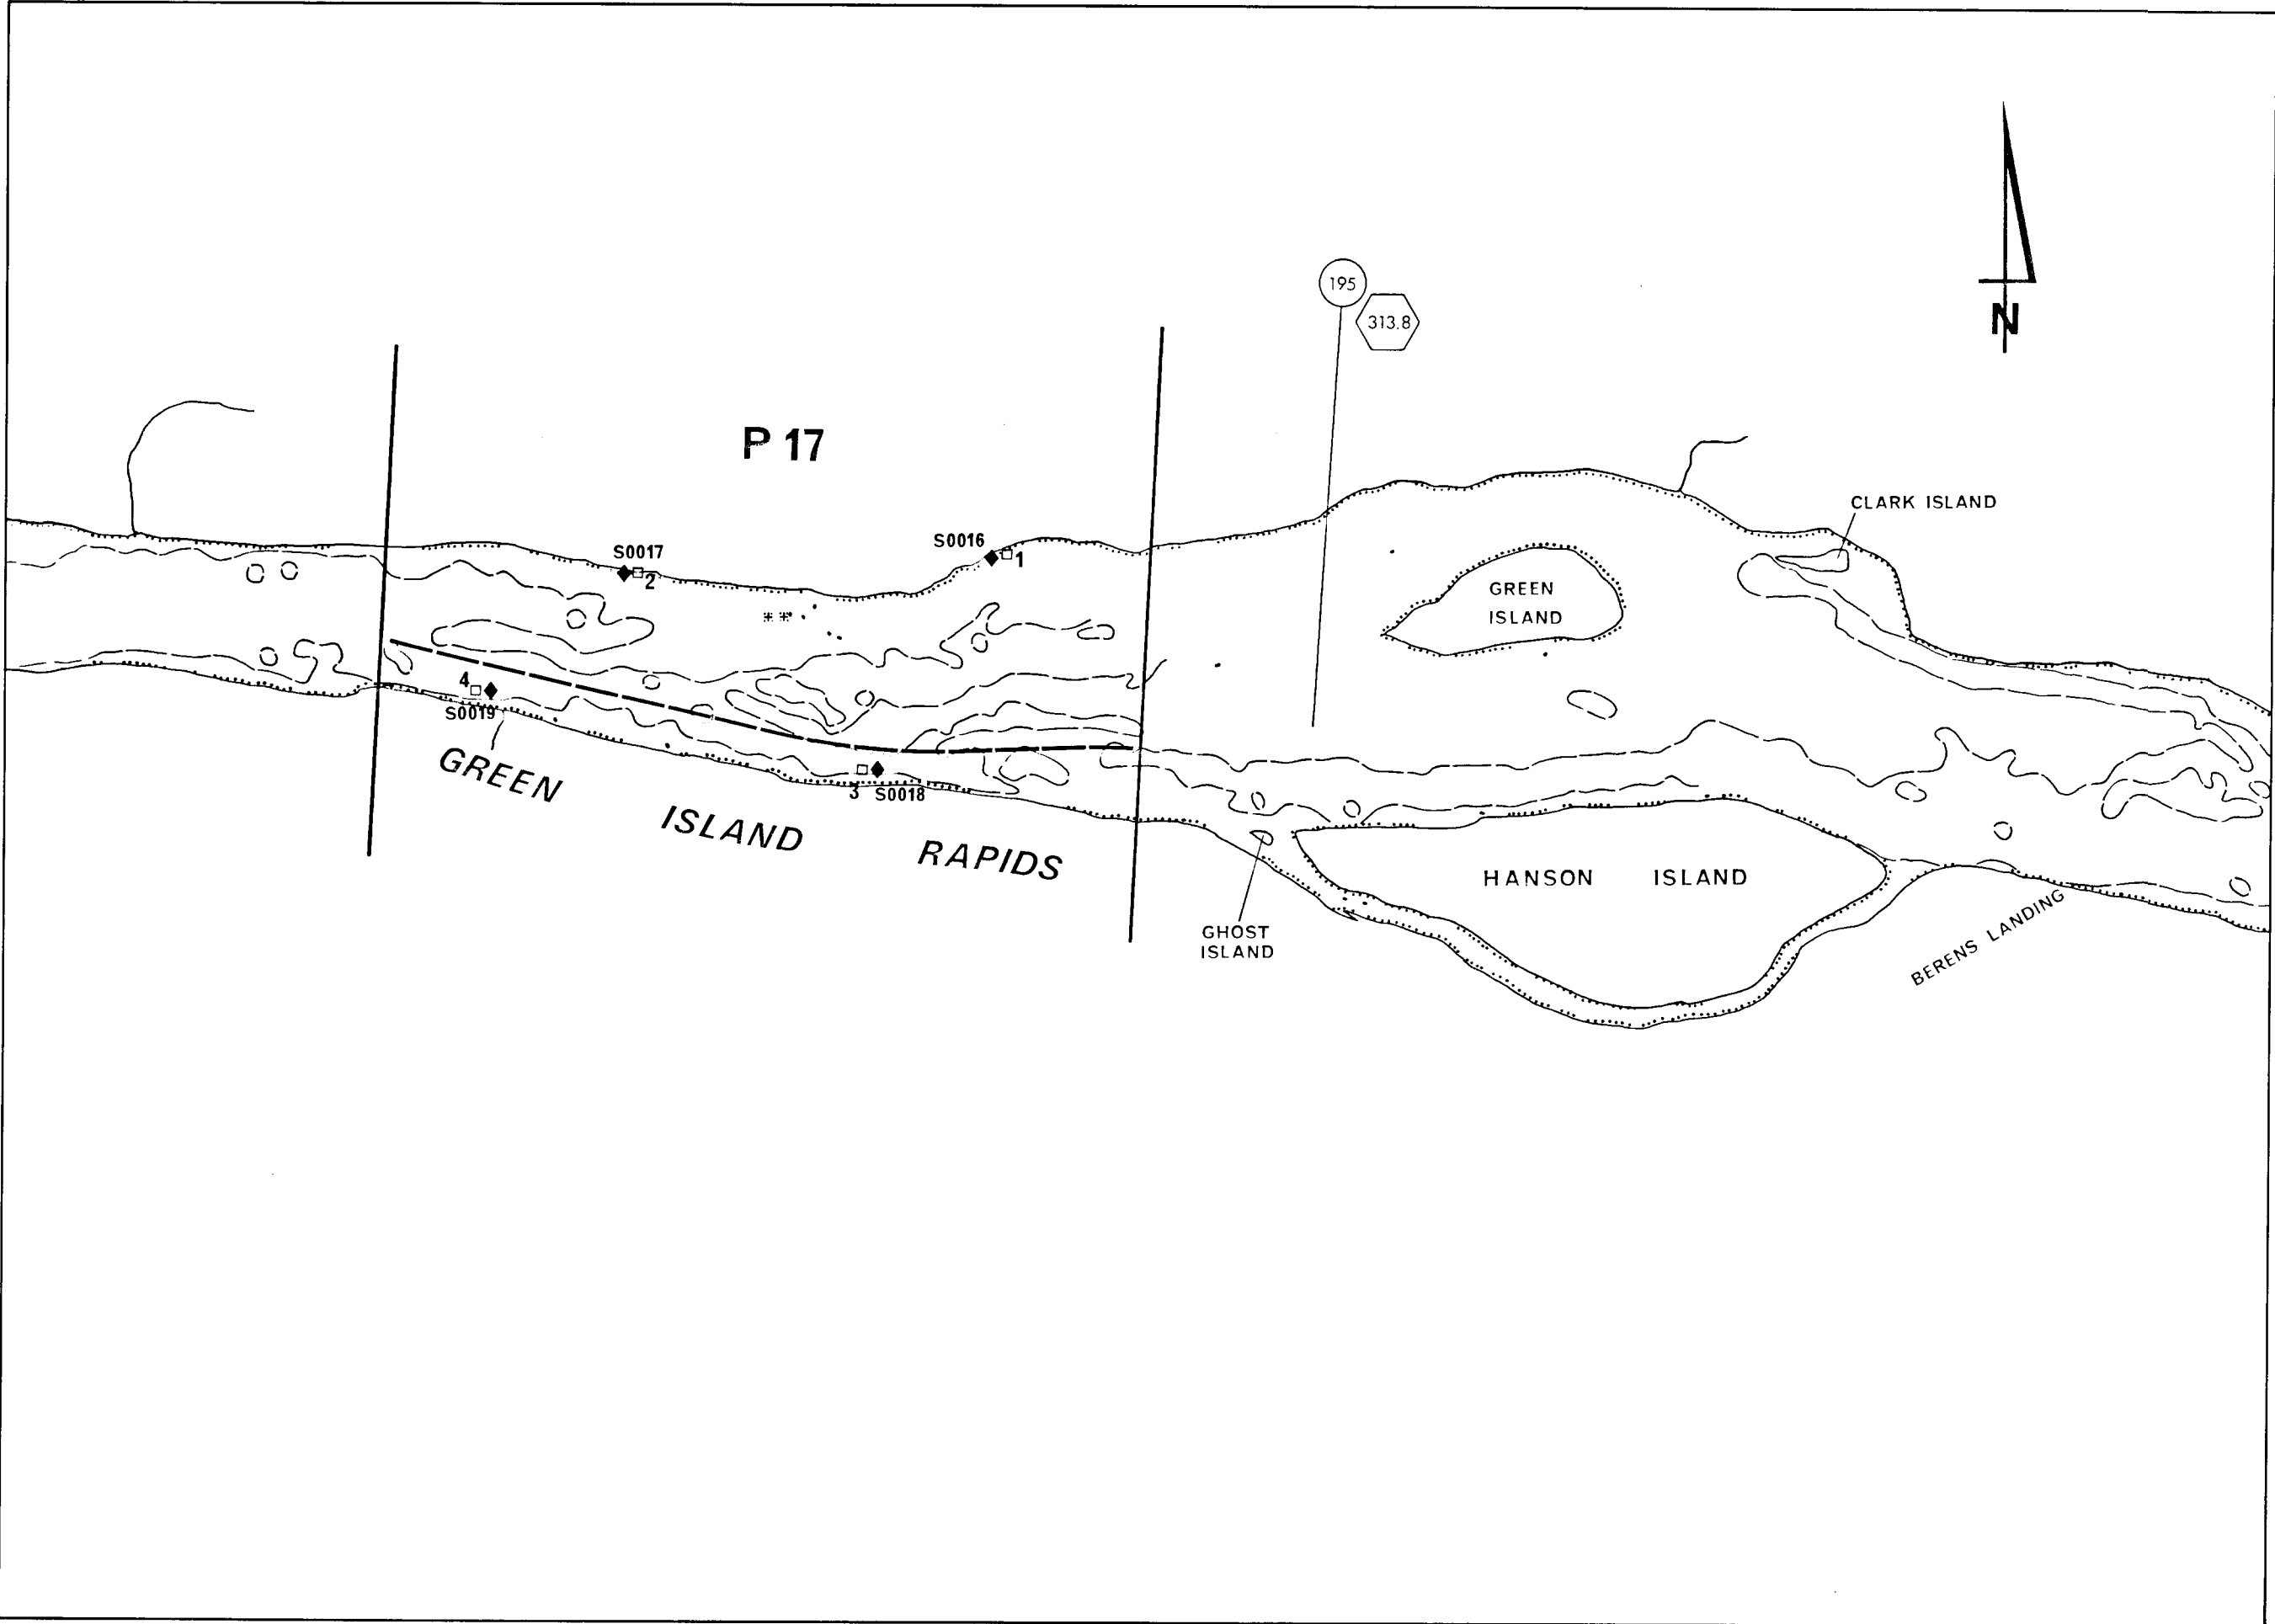 195
313.8
N
P 17
CLARK ISLAND
S0017
2
S0016
1
GREEN
ISLAND
4
S0019
GREEN ISLAND RAPIDS
3 S0018
HANSON ISLAND
GHOST
ISLAND
BERENS LANDING